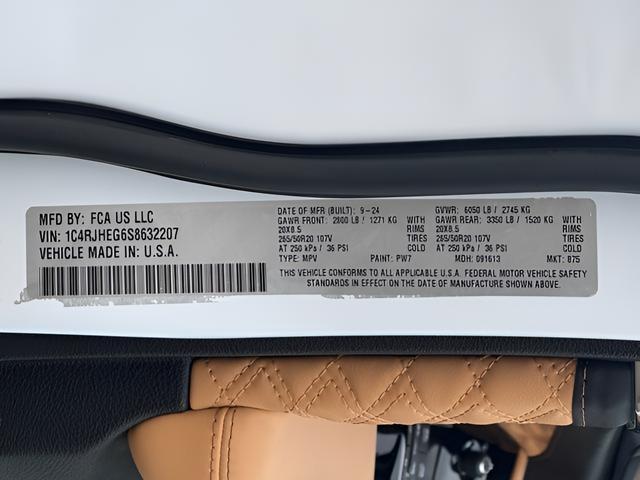 MFD BY: FCA US LLC
VIN: 1C4RJHEG6S8632207
VEHICLE MADE IN: U.S.A.
DATE OF MFR (BUILT): 9-24
GAWR FRONT: 2800 LB / 1271 KG
20X8.5
265/50R20 107V
AT 250 kPa / 36 PSI
TYPE: MPV
WITH
RIMS
TIRES
COLD
PAINT: PW7
GVWR: 6050 LB / 2745 KG
GAWR REAR: 3350 LB / 1520 KG
20X8.5
265/50R20 107V
AT 250 kPa / 36 PSI
MDH: 091613
WITH
RIMS
TIRES
COLD
MKT: B75
THIS VEHICLE CONFORMS TO ALL APPLICABLE U.S.A. FEDERAL MOTOR VEHICLE SAFETY
STANDARDS IN EFFECT ON THE DATE OF MANUFACTURE SHOWN ABOVE.